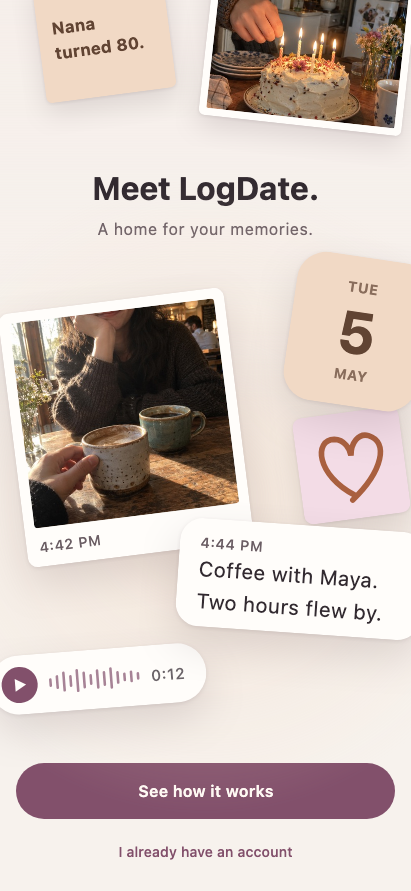 Nana
turned 80.
Meet LogDate.
A home for your memories.
TUE
5
MAY
4:42 PM
4:44 PM
Coffee with Maya.
Two hours flew by.
0:12
See how it works
I already have an account